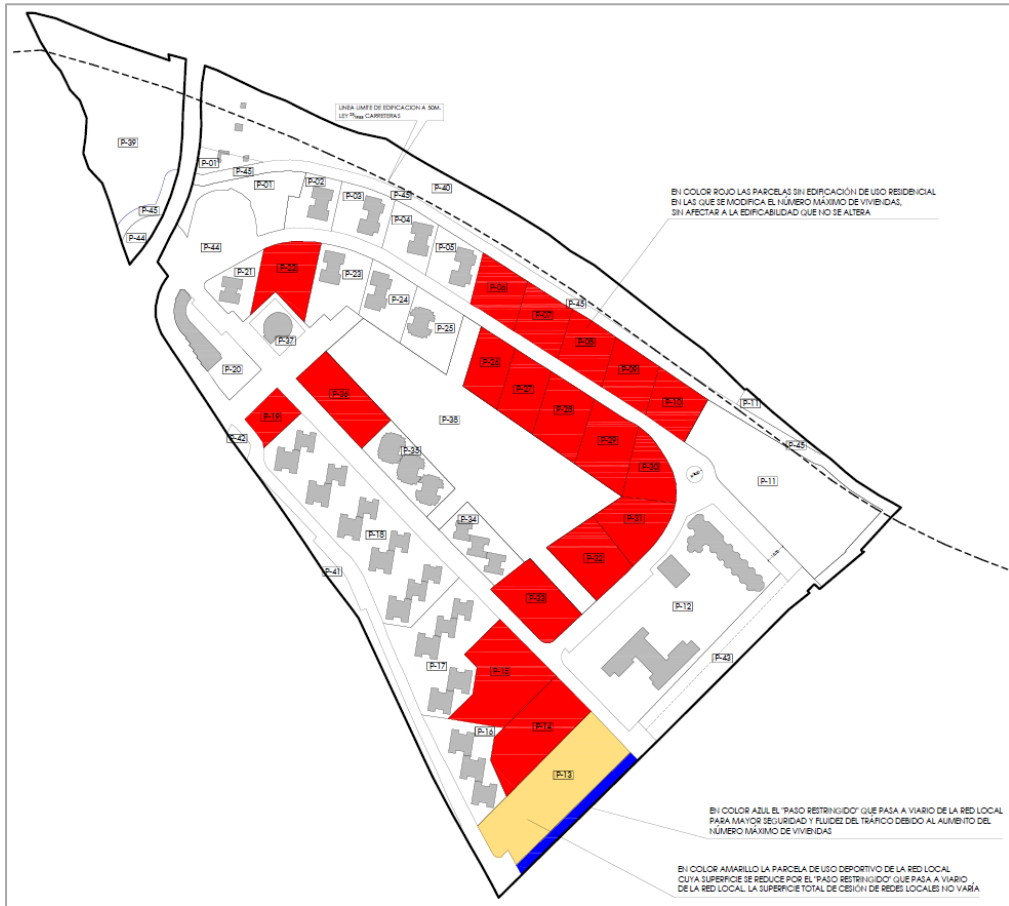 LINEA LIMITE DE EDIFICACION A 50M.
LEY CARRETERAS
P-39
P-01
P-45
P-01
P-02
P-03
P-45
P-40
P-04
P-05
P-45
P-44
P-44
EN COLOR ROJO LAS PARCELAS SIN EDIFICACIÓN DE USO RESIDENCIAL
EN LAS QUE SE MODIFICA EL NÚMERO MÁXIMO DE VIVIENDAS,
SIN AFECTAR A LA EDIFICABILIDAD QUE NO SE ALTERA
P-21
P-22
P-23
P-24
P-25
P-06
P-45
P-07
P-08
P-09
P-10
P-11
P-45
P-37
P-20
P-36
P-26
P-27
P-28
P-29
P-30
P-11
P-19
P-42
P-38
P-35
P-18
P-34
P-31
P-32
P-41
P-33
P-12
P-43
P-17
P-15
P-16
P-14
P-13
EN COLOR AZUL EL "PASO RESTRINGIDO" QUE PASA A VIARIO DE LA RED LOCAL
PARA MAYOR SEGURIDAD Y FLUIDEZ DEL TRÁFICO DEBIDO AL AUMENTO DEL
NÚMERO MÁXIMO DE VIVIENDAS
EN COLOR AMARILLO LA PARCELA DE USO DEPORTIVO DE LA RED LOCAL
CUYA SUPERFICIE SE REDUCE POR EL "PASO RESTRINGIDO" QUE PASA A VIARIO
DE LA RED LOCAL. LA SUPERFICIE TOTAL DE CESIÓN DE REDES LOCALES NO VARÍA